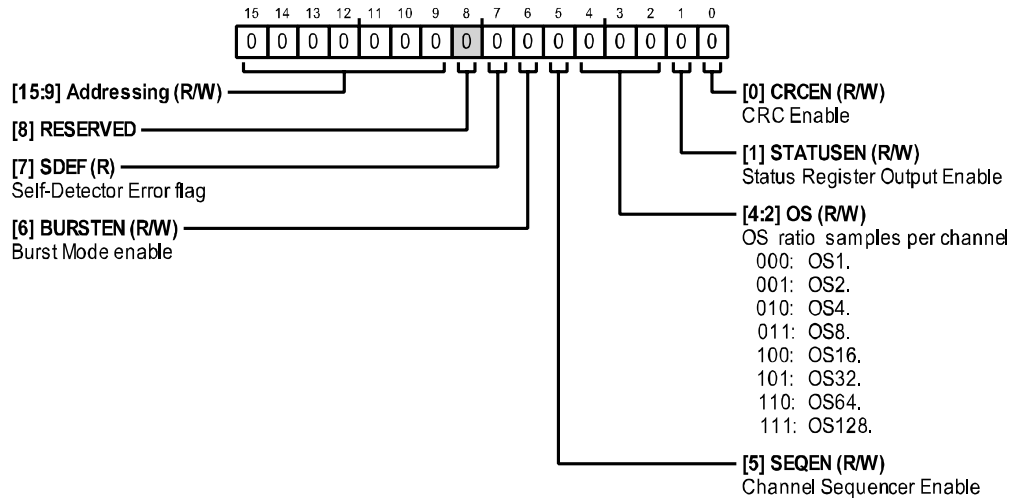 15 14 13 12 11 10 9 8 7 6 5 4 3 2 1 0
0 0 0 0 0 0 0 0 0 0 0 0 0 0 0 0
[15:9] Addressing (R/W)
[8] RESERVED
[7] SDEF (R)
Self-Detector Error flag
[6] BURSTEN (R/W)
Burst Mode enable
[0] CRCEN (R/W)
CRC Enable
[1] STATUSEN (R/W)
Status Register Output Enable
[4:2] OS (R/W)
OS ratio samples per channel
000: OS1.
001: OS2.
010: OS4.
011: OS8.
100: OS16.
101: OS32.
110: OS64.
111: OS128.
[5] SEQEN (R/W)
Channel Sequencer Enable